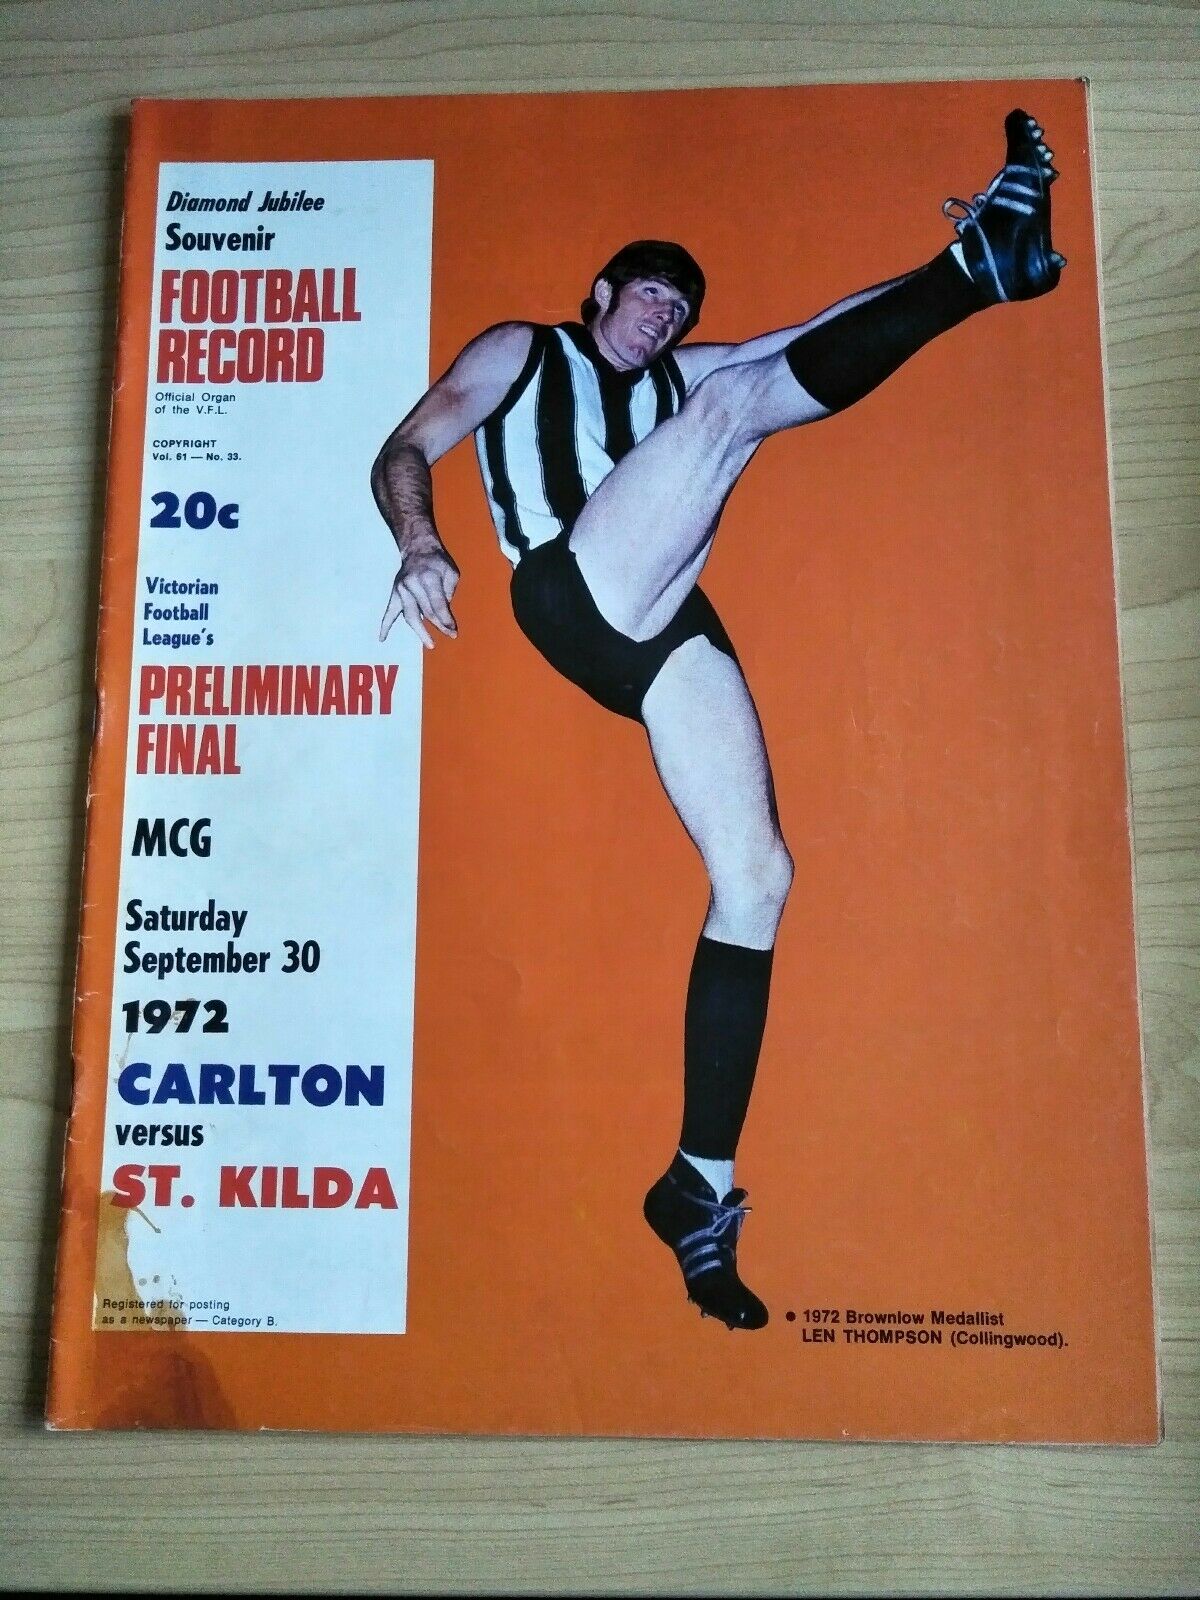 Diamond Jubilee
Souvenir
FOOTBALL
RECORD
Official Organ
of the V.F.L.
COPYRIGHT
Vol. 61 — No. 33.
20c
Victorian
Football
League's
PRELIMINARY
FINAL
MCG
Saturday
September 30
1972
CARLTON
versus
ST. KILDA
Registered for posting
as a newspaper — Category B.
● 1972 Brownlow Medallist
LEN THOMPSON (Collingwood).